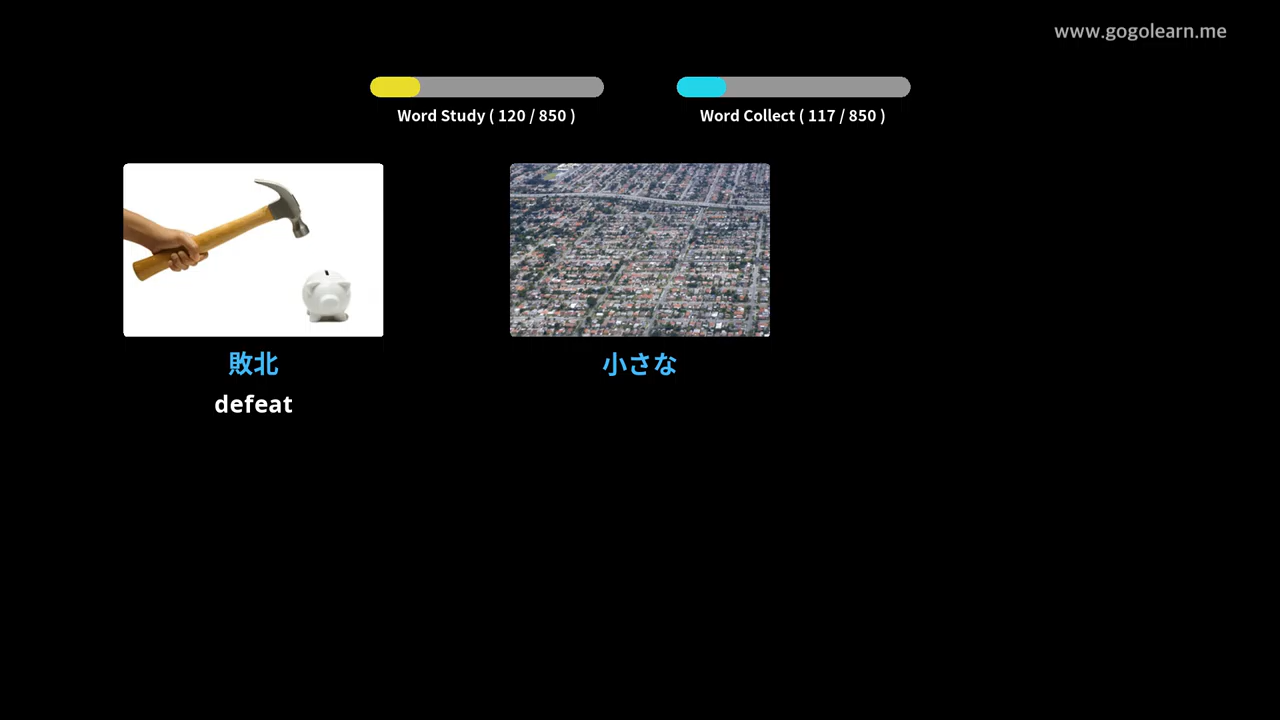 www.gogolearn.me
Word Study ( 120 / 850 )
Word Collect ( 117 / 850 )
敗北
defeat
小さな